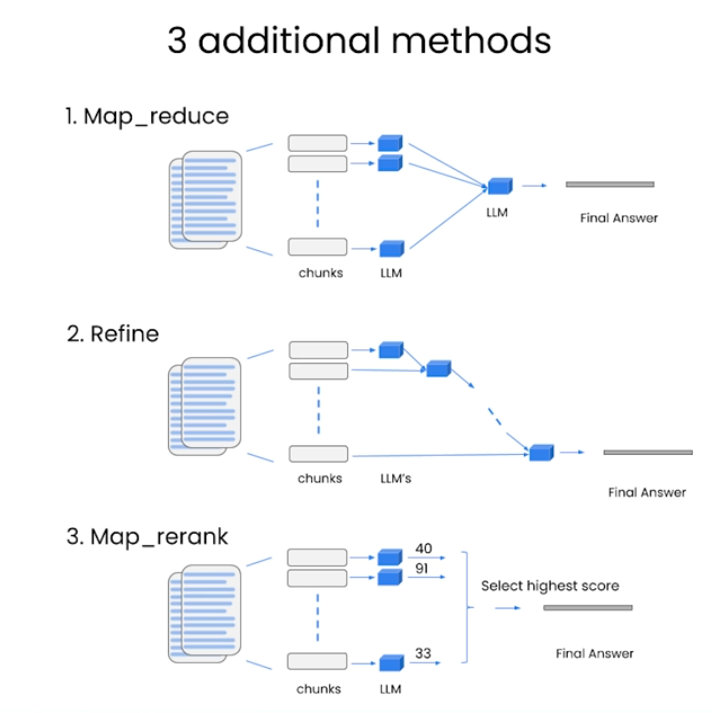 3 additional methods
1. Map_reduce
LLM
Final Answer
chunks
LLM
2. Refine
chunks
LLM's
Final Answer
3. Map_rerank
40
91
Select highest score
33
Final Answer
chunks
LLM